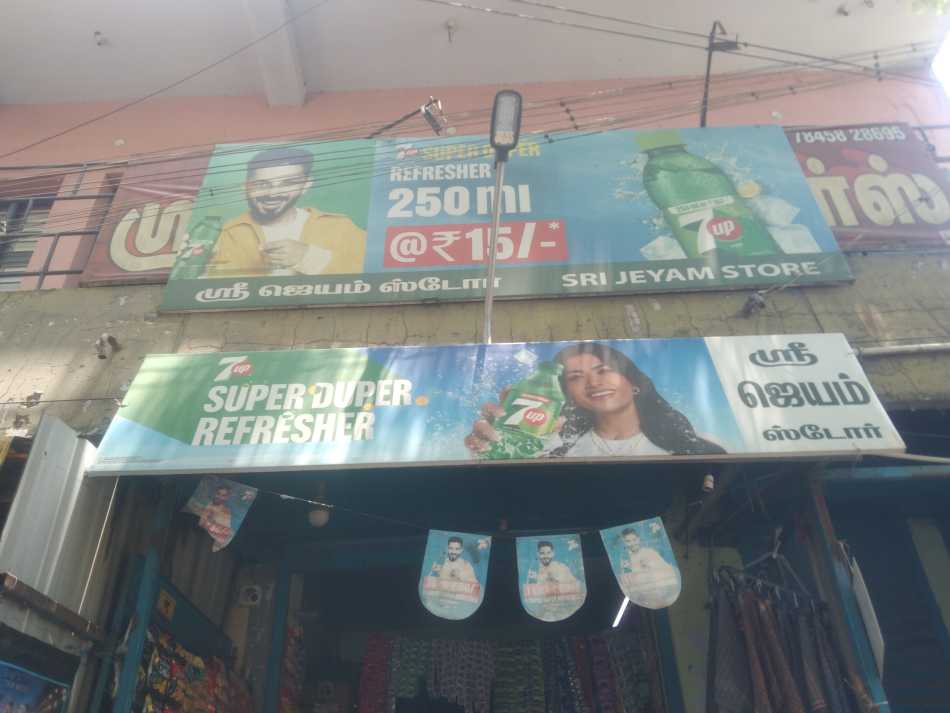 78458 28695
ஸ்ரீ
ர்ஸ்
7up SUPER DUPER
REFRESHER
250 ml
@₹15/-*
7up
ஸ்ரீ ஜெயம் ஸ்டோர்
SRI JEYAM STORE
7up
SUPER DUPER
REFRESHER
7up
ஸ்ரீ
ஜெயம்
ஸ்டோர்